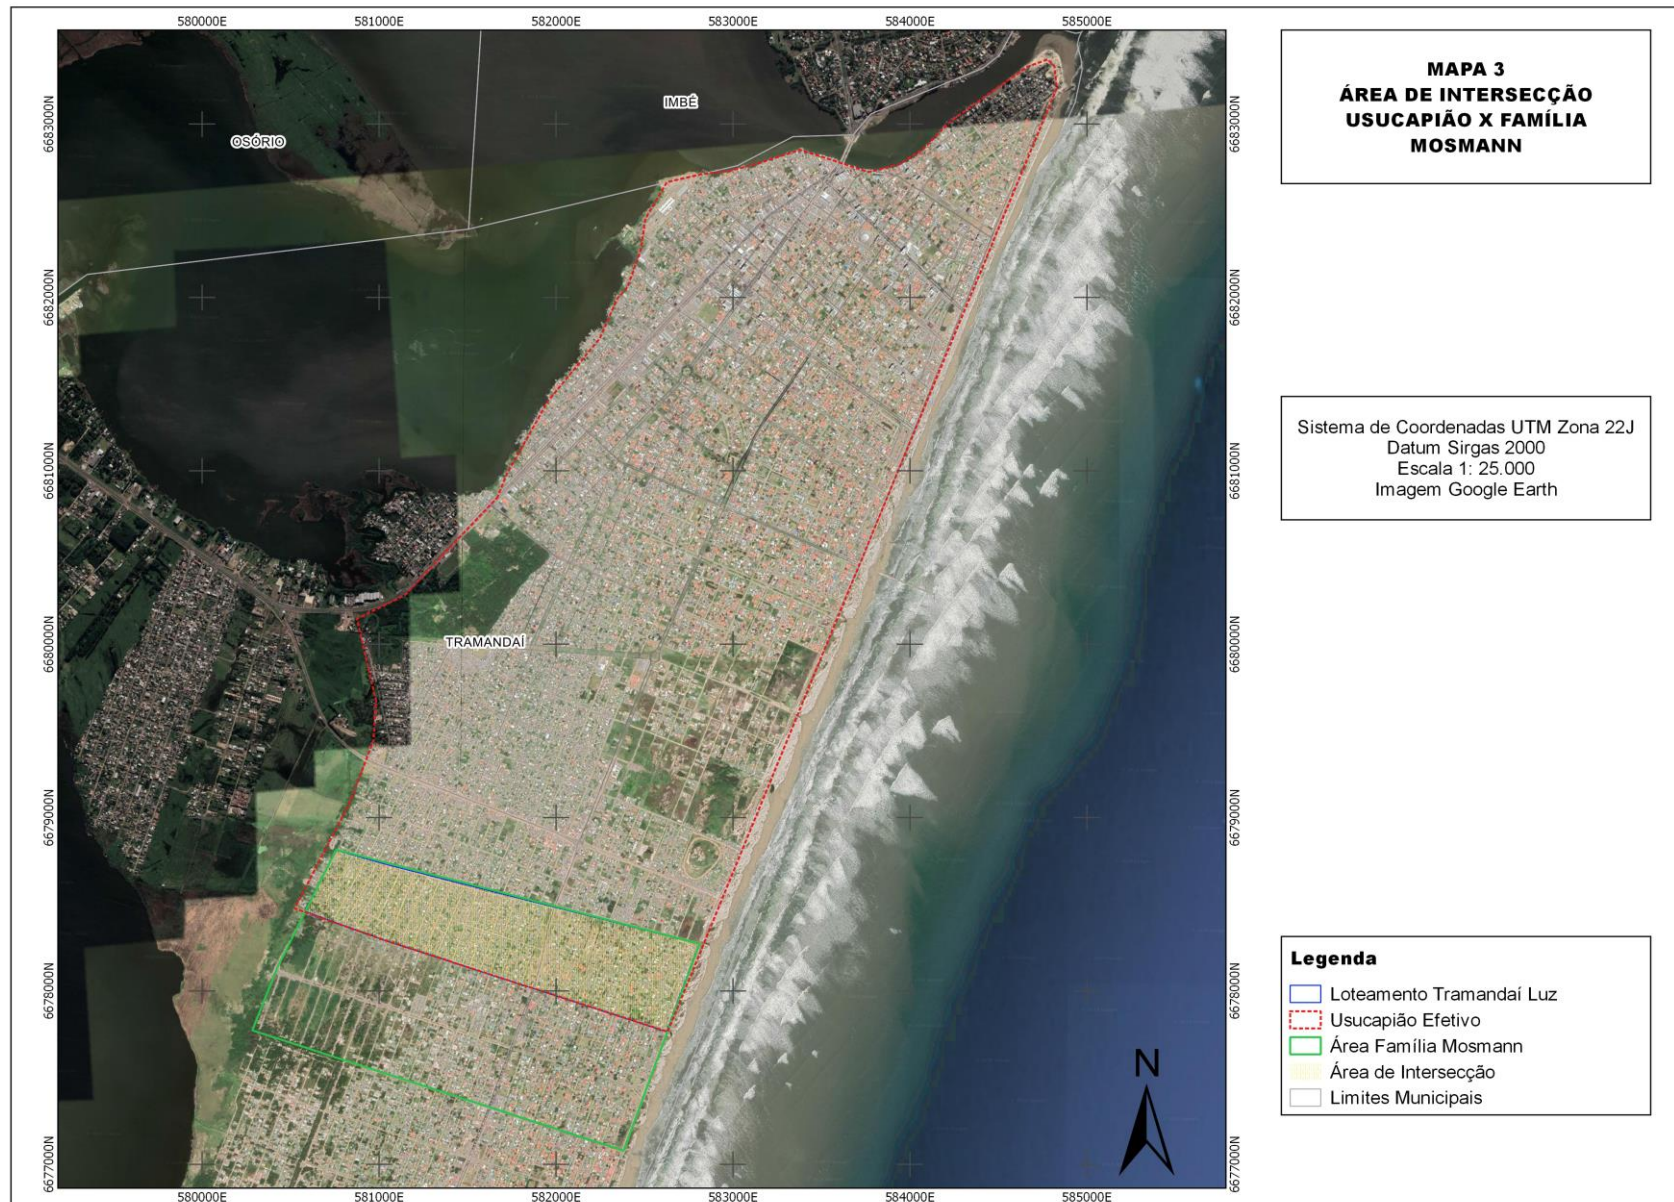 580000E 581000E 582000E 583000E 584000E 585000E
MAPA 3
ÁREA DE INTERSECÇÃO
USUCAPIÃO X FAMÍLIA
MOSMANN
Sistema de Coordenadas UTM Zona 22J
Datum Sirgas 2000
Escala 1: 25.000
Imagem Google Earth
6683000N
6682000N
6681000N
6680000N
6679000N
6678000N
6677000N
IMBÉ
OSÓRIO
TRAMANDAÍ
N
6683000N
6682000N
6681000N
6680000N
6679000N
6678000N
6677000N
Legenda
Loteamento Tramandaí Luz
Usucapião Efetivo
Área Família Mosmann
Área de Intersecção
Limites Municipais
580000E 581000E 582000E 583000E 584000E 585000E